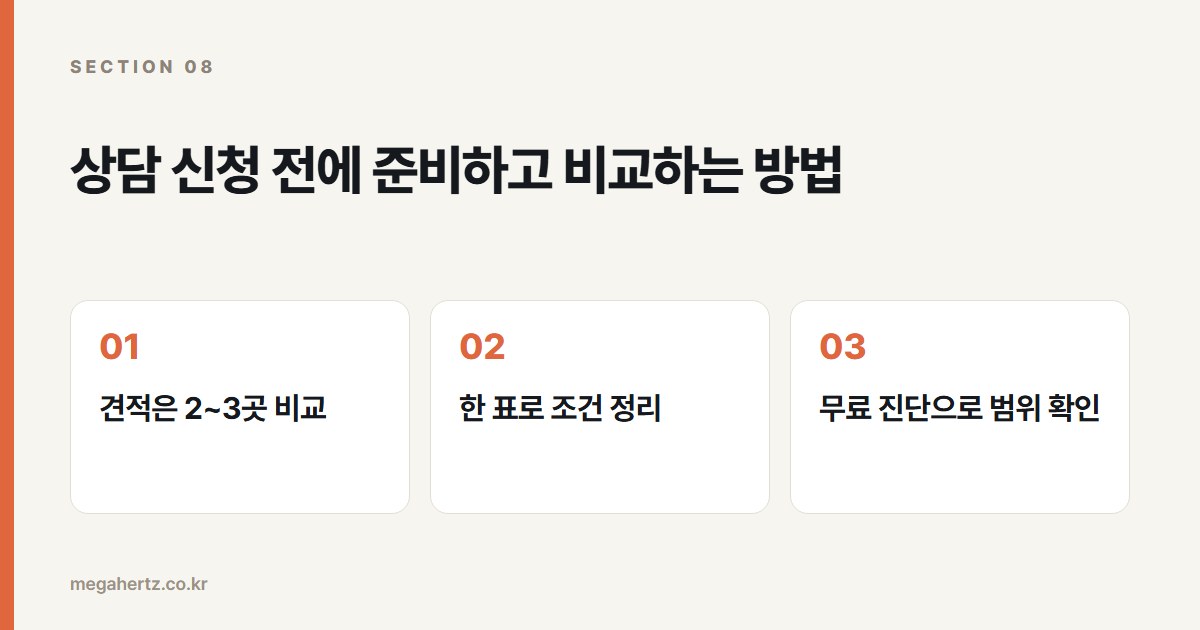 SECTION 08
상담 신청 전에 준비하고 비교하는 방법
01
견적은 2~3곳 비교
02
한 표로 조건 정리
03
무료 진단으로 범위 확인
megahertz.co.kr